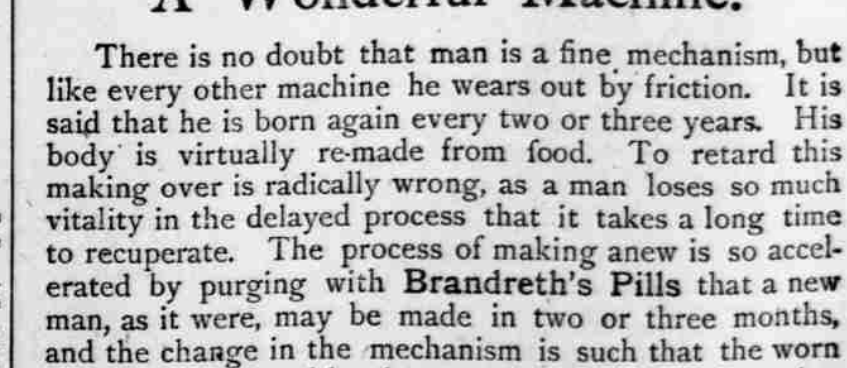 A Wonderful Machine.
There is no doubt that man is a fine mechanism, but
like every other machine he wears out by friction. It is
said that he is born again every two or three years. His
body is virtually re-made from food. To retard this
making over is radically wrong, as a man loses so much
vitality in the delayed process that it takes a long time
to recuperate. The process of making anew is so accel-
erated by purging with Brandreth's Pills that a new
man, as it were, may be made in two or three months,
and the change in the mechanism is such that the worn